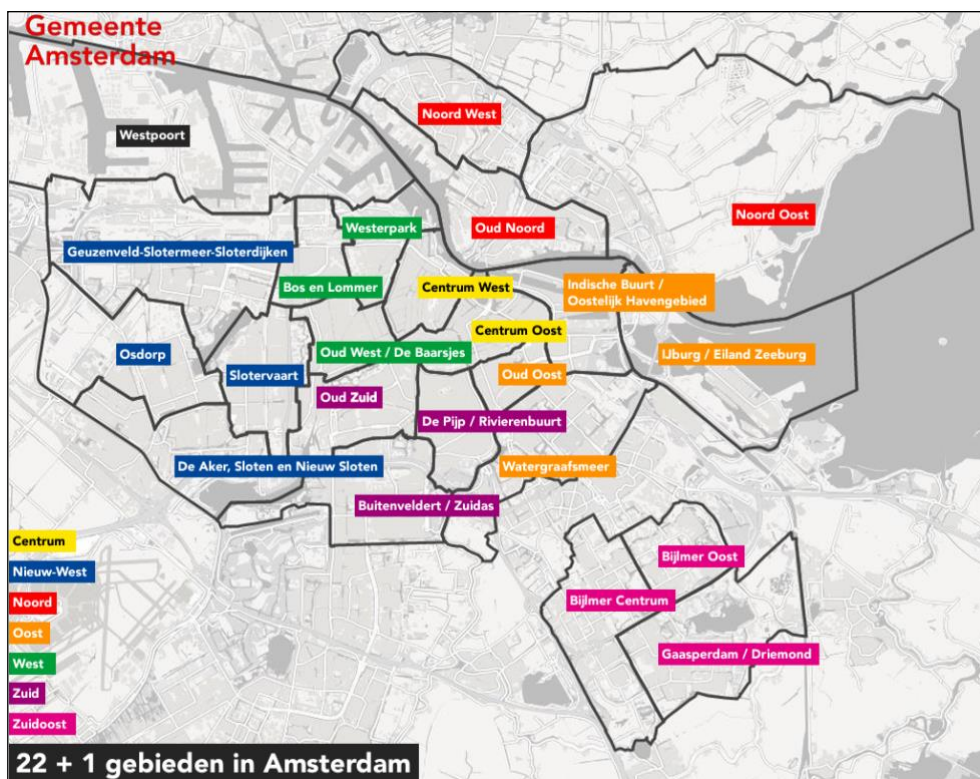 Gemeente
Amsterdam
Noord West
Westpoort
Noord Oost
Westerpark
Oud Noord
Geuzenveld-Slotermeer-Sloterdijken
Bos en Lommer
Centrum West
Indische Buurt /
Oostelijk Havengebied
Centrum Oost
Osdorp
Oud West / De Baarsjes
IJburg / Eiland Zeeburg
Slotervaart
Oud Oost
Oud Zuid
De Pijp / Rivierenbuurt
De Aker, Sloten en Nieuw Sloten
Watergraafsmeer
Buitenveldert / Zuidas
Bijlmer Oost
Bijlmer Centrum
Gaasperdam / Driemond
Centrum
Nieuw-West
Noord
Oost
West
Zuid
Zuidoost
22 + 1 gebieden in Amsterdam